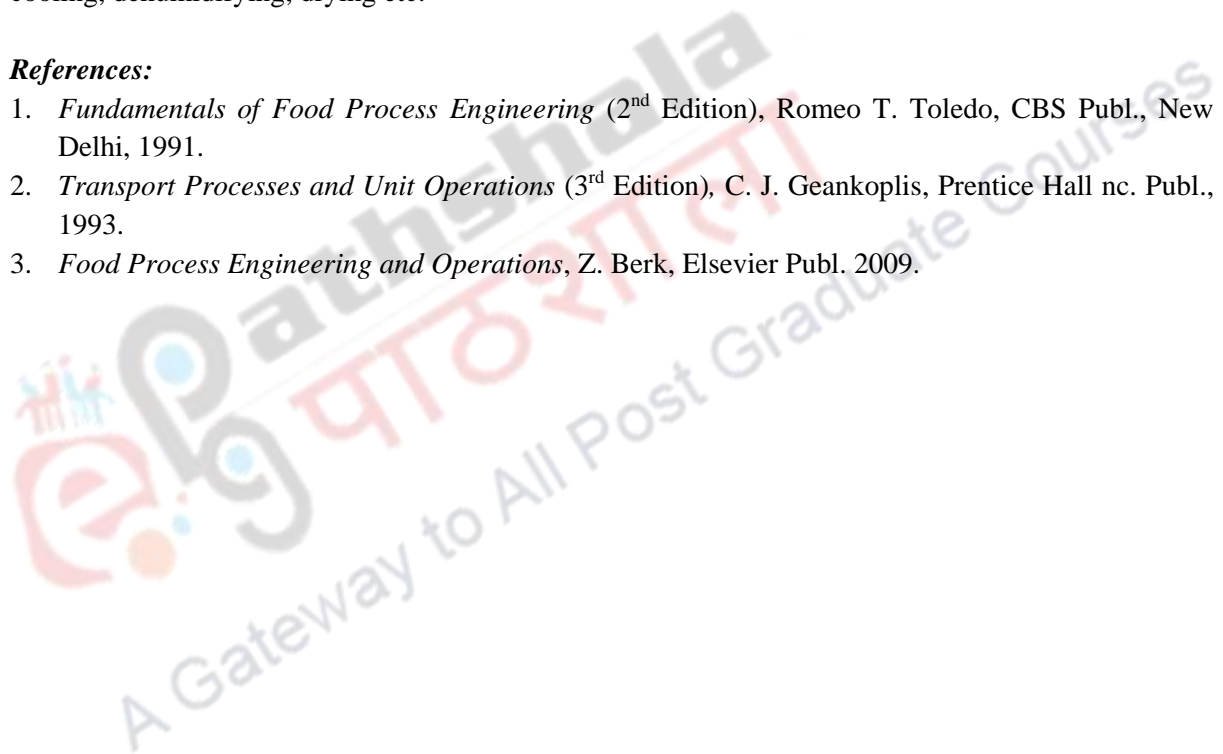 cooling, dehumidifying, drying etc.
References:
1. Fundamentals of Food Process Engineering (2nd Edition), Romeo T. Toledo, CBS Publ., New
Delhi, 1991.
2. Transport Processes and Unit Operations (3rd Edition), C. J. Geankoplis, Prentice Hall nc. Publ.,
1993.
3. Food Process Engineering and Operations, Z. Berk, Elsevier Publ. 2009.
Pathshala
पाठशाला
A Gateway to All Post Graduate Courses